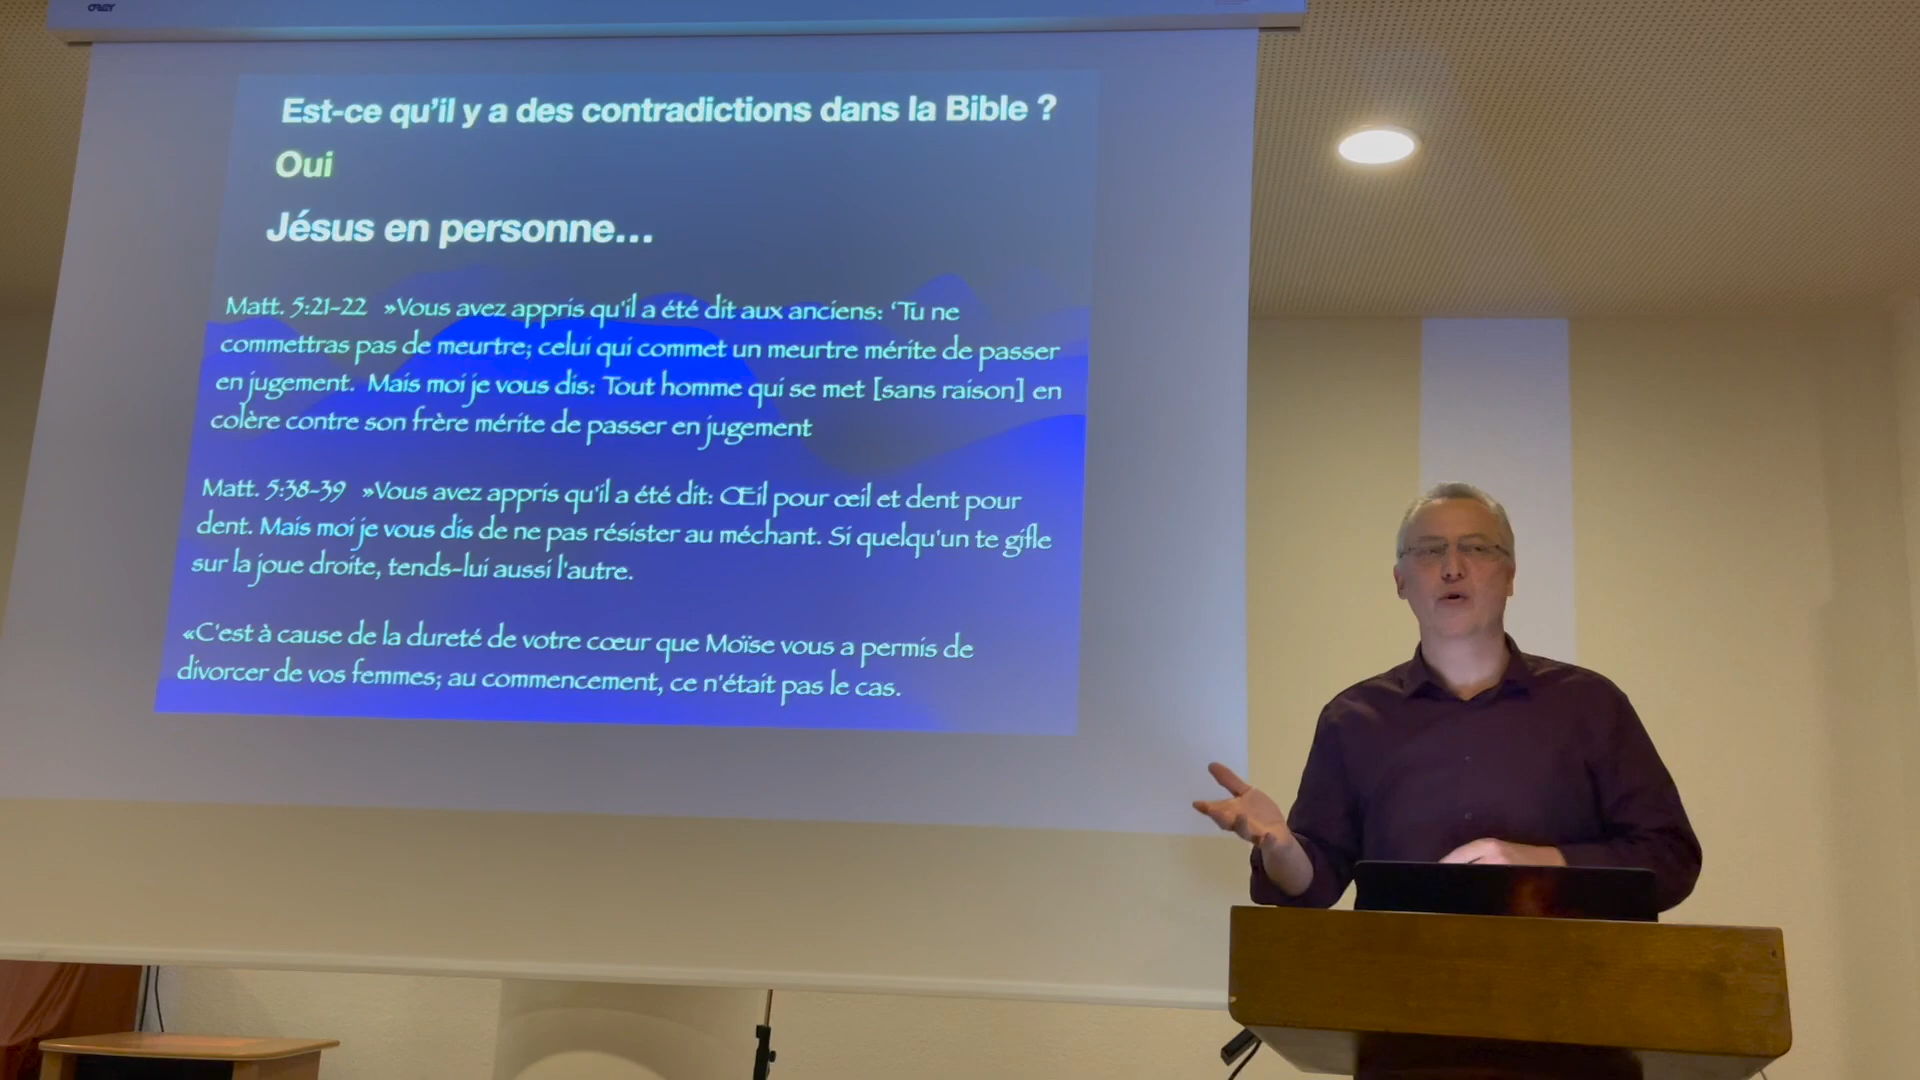 Est-ce qu'il y a des contradictions dans la Bible ?
Oui
Jésus en personne...
Matt. 5:21-22 »Vous avez appris qu'il a été dit aux anciens: ‘Tu ne
commettras pas de meurtre; celui qui commet un meurtre mérite de passer
en jugement. Mais moi je vous dis: Tout homme qui se met [sans raison] en
colère contre son frère mérite de passer en jugement
Matt. 5:38-39 »Vous avez appris qu'il a été dit: Œil pour œil et dent pour
dent. Mais moi je vous dis de ne pas résister au méchant. Si quelqu'un te gifle
sur la joue droite, tends-lui aussi l'autre.
«C'est à cause de la dureté de votre cœur que Moïse vous a permis de
divorcer de vos femmes; au commencement, ce n'était pas le cas.